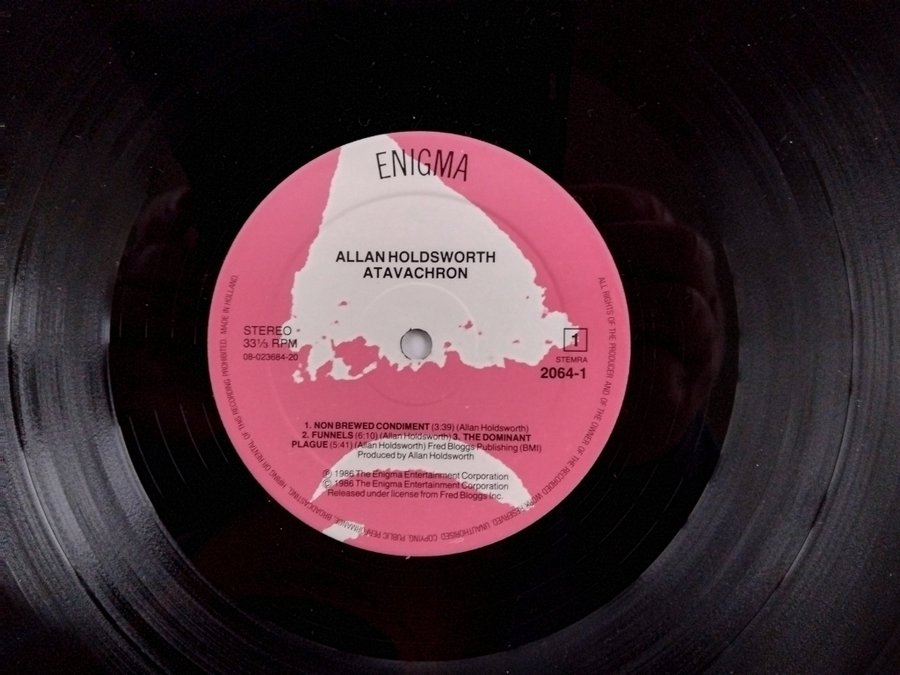 ENIGMA
ALLAN HOLDSWORTH
ATAVACHRON
STEREO
33⅓ RPM
08-023684-20
1
STEMRA
2064-1
1. NON BREWED CONDIMENT (3:39) (Allan Holdsworth)
2. FUNNELS (6:10) (Allan Holdsworth) 3. THE DOMINANT
PLAGUE (5:41) (Allan Holdsworth) Fred Bloggs Publishing (BMI)
Produced by Allan Holdsworth
℗ 1986 The Enigma Entertainment Corporation
© 1986 The Enigma Entertainment Corporation
Released under license from Fred Bloggs Inc.
ALL RIGHTS OF THE PRODUCER AND OF THE OWNER OF THE RECORDED WORK RESERVED. UNAUTHORISED COPYING, PUBLIC PERFORMANCE, BROADCASTING, HIRING OR RENTAL OF THIS RECORDING PROHIBITED. MADE IN HOLLAND